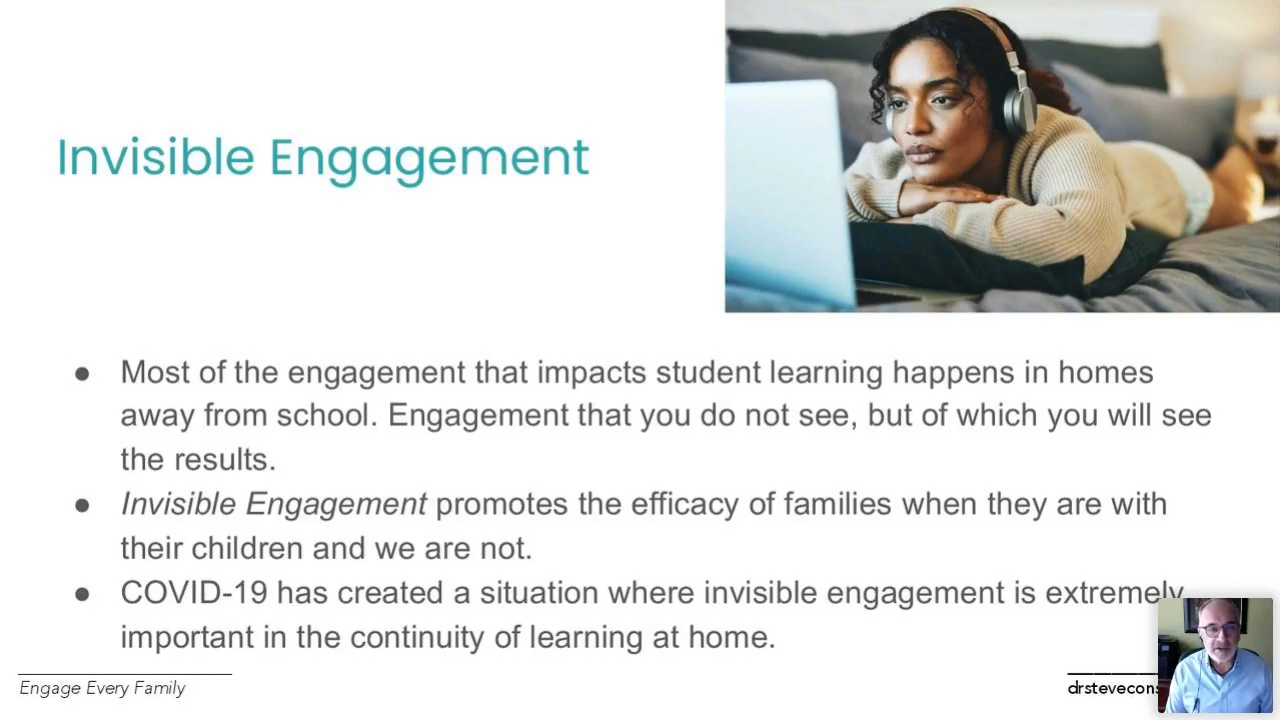 Invisible Engagement
● Most of the engagement that impacts student learning happens in homes
away from school. Engagement that you do not see, but of which you will see
the results.
● Invisible Engagement promotes the efficacy of families when they are with
their children and we are not.
● COVID-19 has created a situation where invisible engagement is extremely
important in the continuity of learning at home.
Engage Every Family